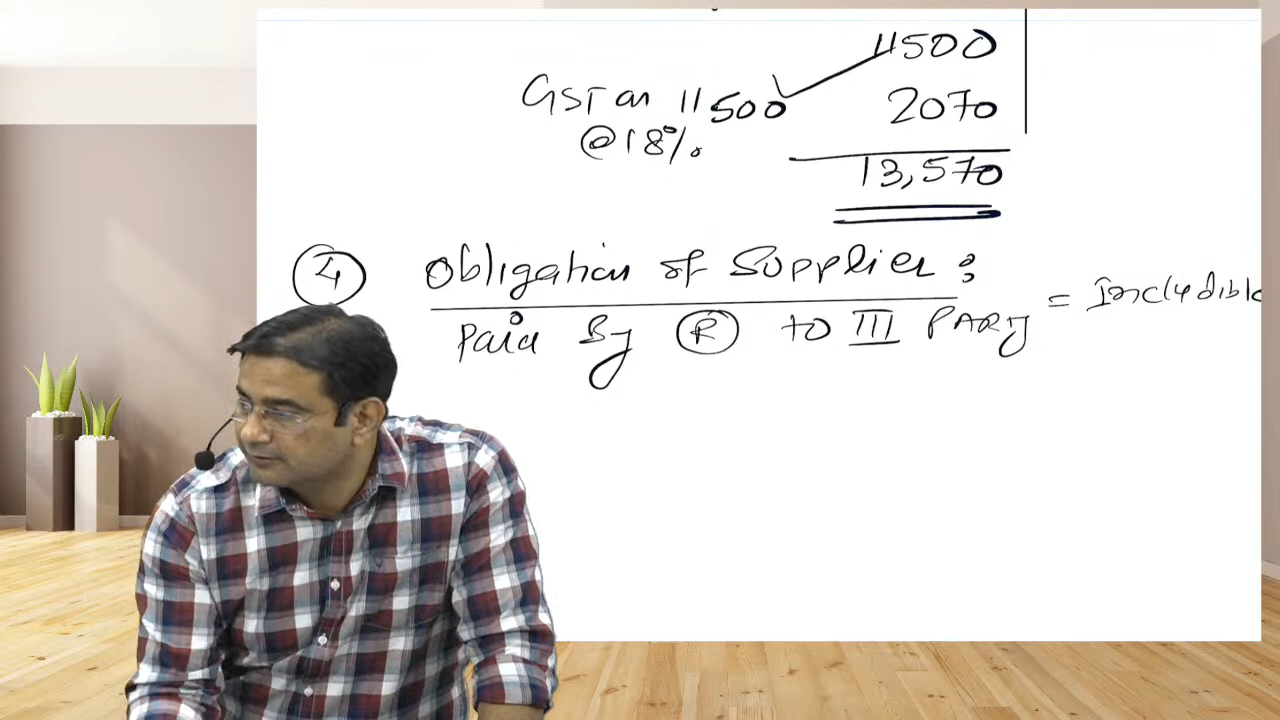 11500
GST on 11500 2070
@18%.
13,570
4 Obligation of Supplier :
Paid By R to III PARTY = Includible